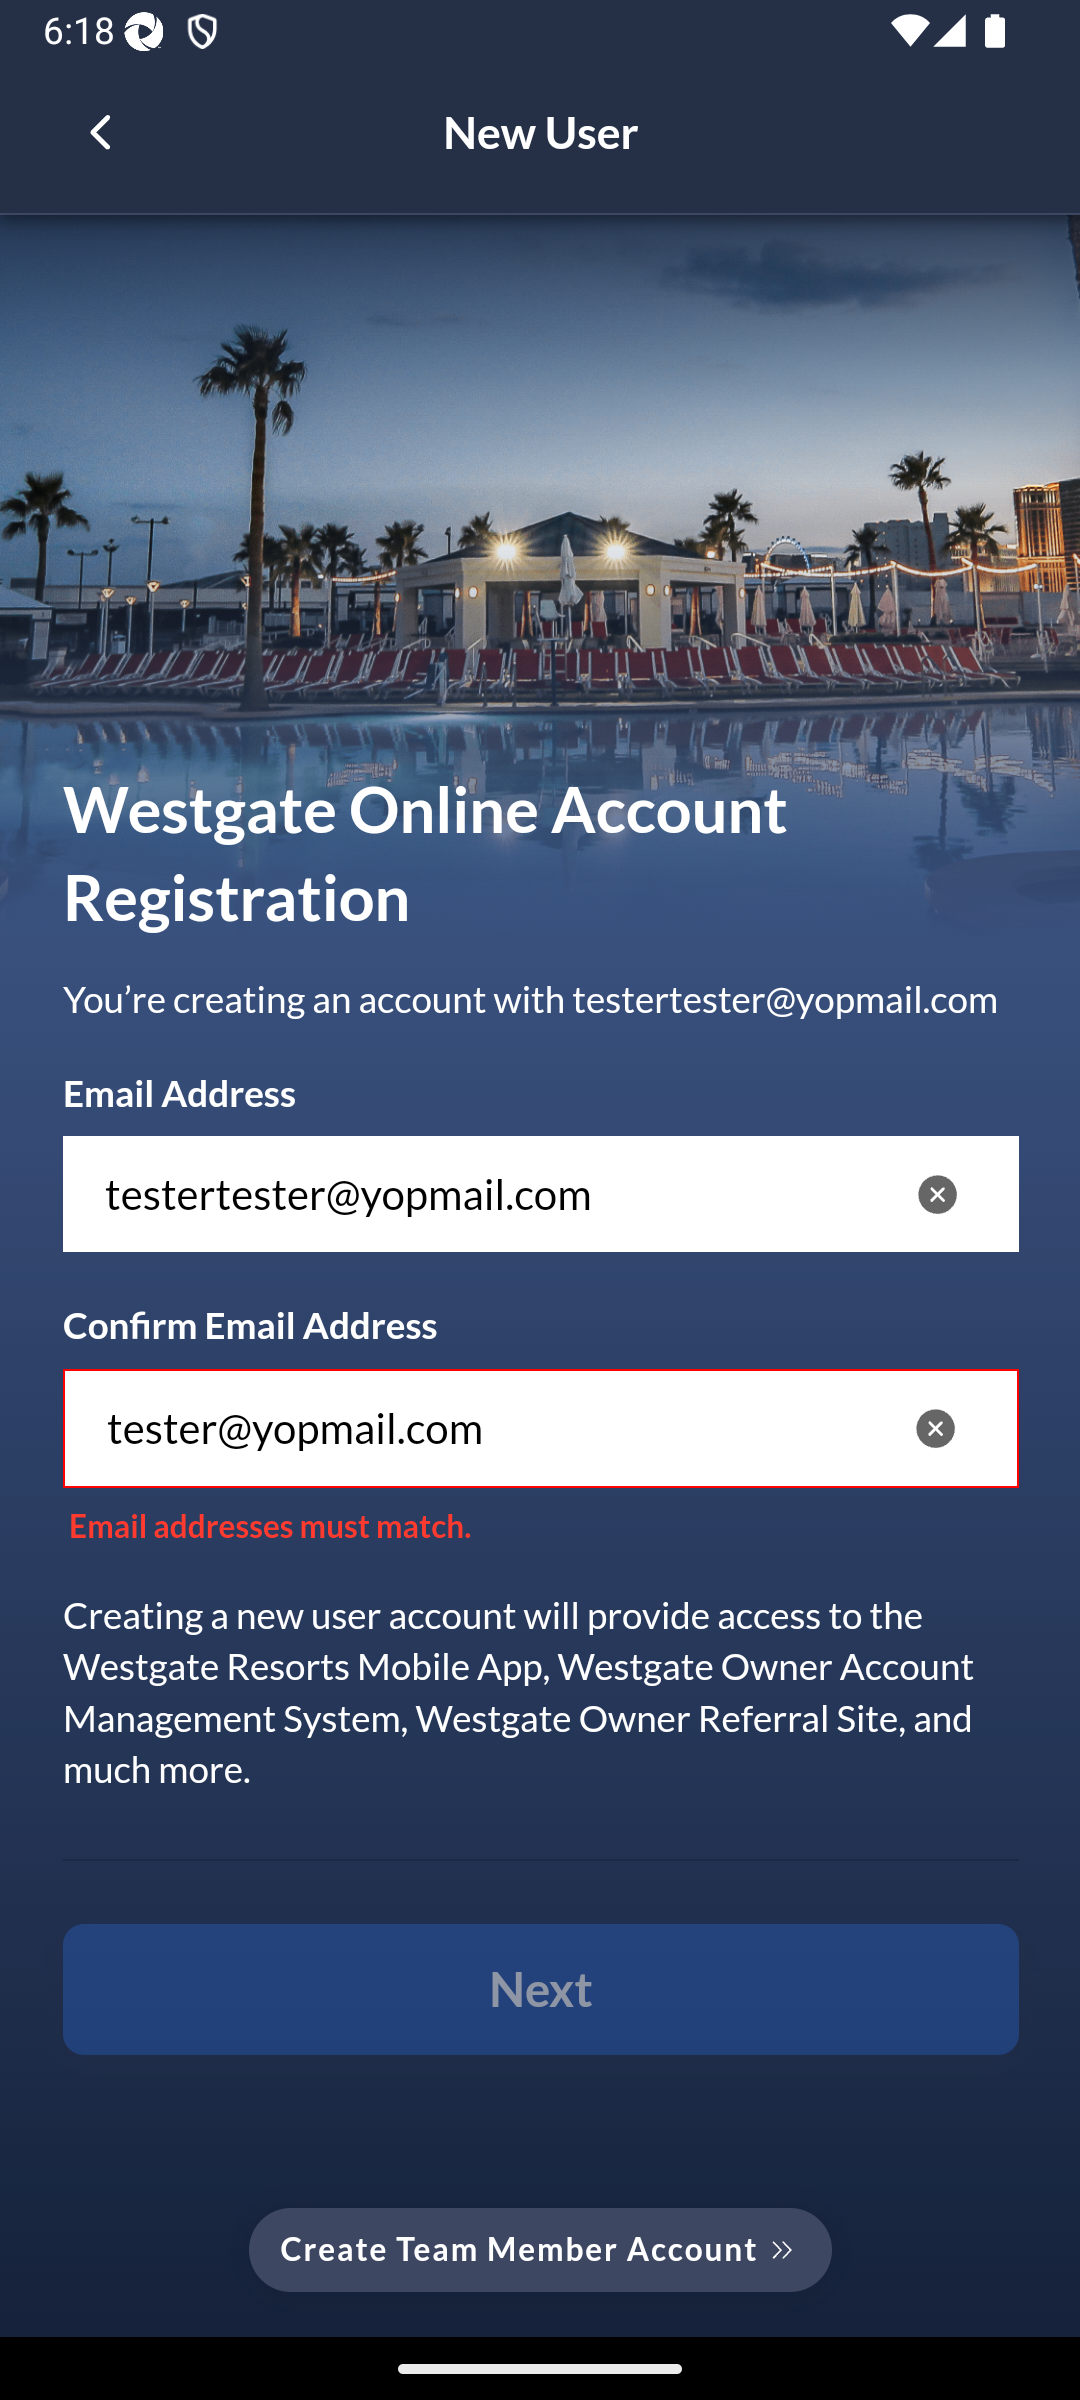 6:18
New User
Westgate Online Account
Registration
You’re creating an account with testertester@yopmail.com
Email Address
testertester@yopmail.com
Confirm Email Address
tester@yopmail.com
Email addresses must match.
Creating a new user account will provide access to the
Westgate Resorts Mobile App, Westgate Owner Account
Management System, Westgate Owner Referral Site, and
much more.
Next
Create Team Member Account